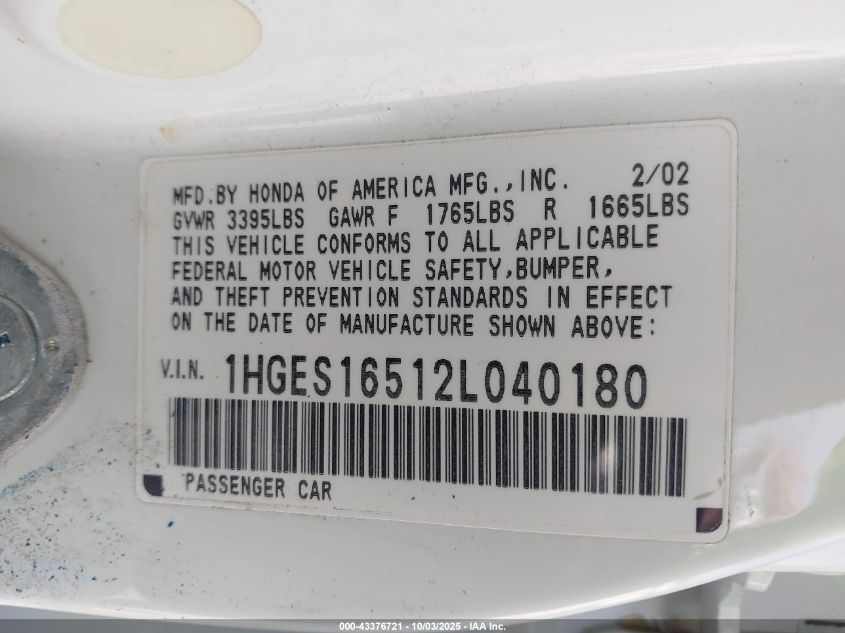 MFD.BY HONDA OF AMERICA MFG.,INC. 2/02
GVWR 3395LBS GAWR F 1765LBS R 1665LBS
THIS VEHICLE CONFORMS TO ALL APPLICABLE
FEDERAL MOTOR VEHICLE SAFETY,BUMPER,
AND THEFT PREVENTION STANDARDS IN EFFECT
ON THE DATE OF MANUFACTURE SHOWN ABOVE:
V.I.N. 1HGES16512L040180
PASSENGER CAR
000-43376721 - 10/03/2025 - IAA Inc.